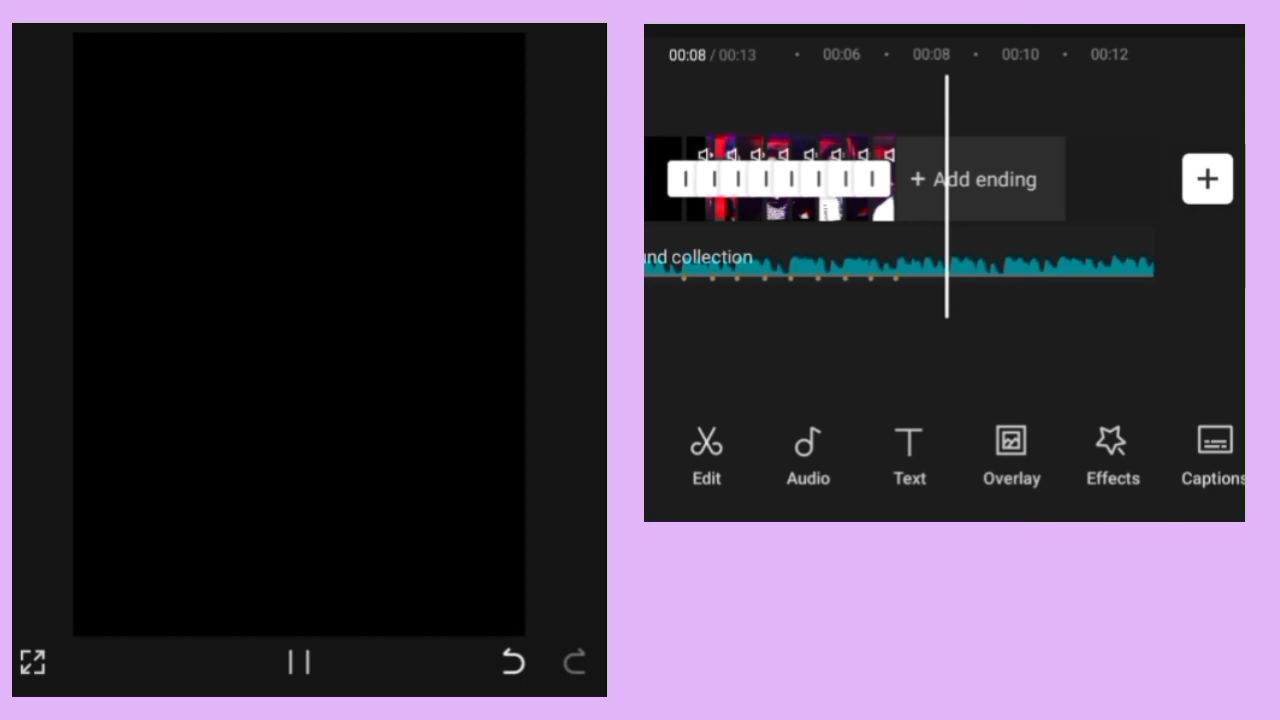 00:08 / 00:13 00:06 00:08 00:10 00:12
+ Add ending
und collection
Edit Audio Text Overlay Effects Captions